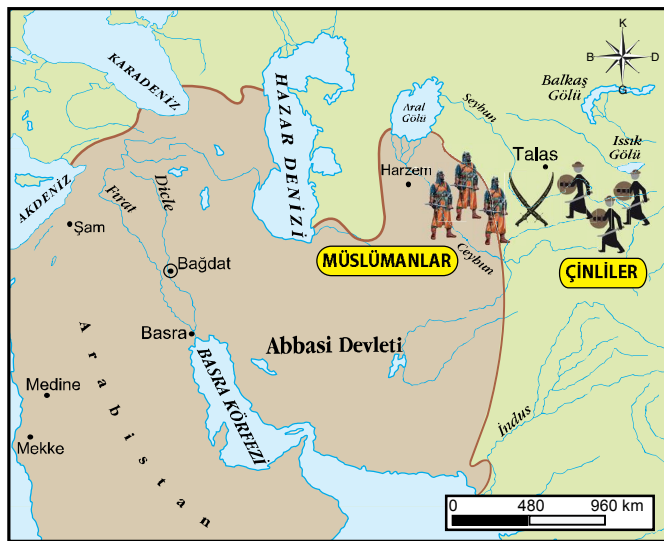 K
B D
G
KARADENİZ
HAZAR DENİZİ
Aral
Gölü
Seyhun
Balkaş
Gölü
Talas
Issık
Gölü
Harzem
AKDENİZ
Fırat
Dicle
Şam
MÜSLÜMANLAR
Ceyhun
ÇİNLİLER
Bağdat
Basra
Abbasi Devleti
BASRA KÖRFEZİ
Arabistan
Medine
Mekke
İndus
0 480 960 km